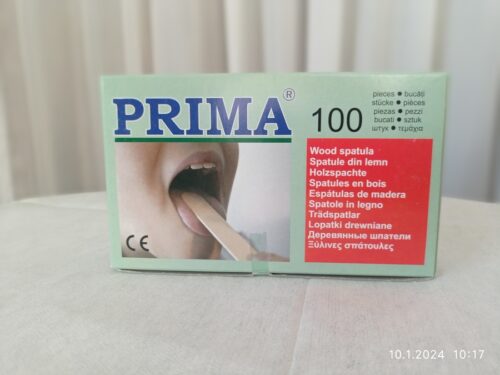 PRIMA®
100
pieces • bucăți
stücke • pièces
piezas • pezzi
bucati • sztuk
штук • τεμάχια
Wood spatula
Spatule din lemn
Holzspachte
Spatules en bois
Espátulas de madera
Spatole in legno
Trädspatlar
Lopatki drewniane
Деревянные шпатели
Ξύλινες σπάτουλες
CE
10.1.2024 10:17